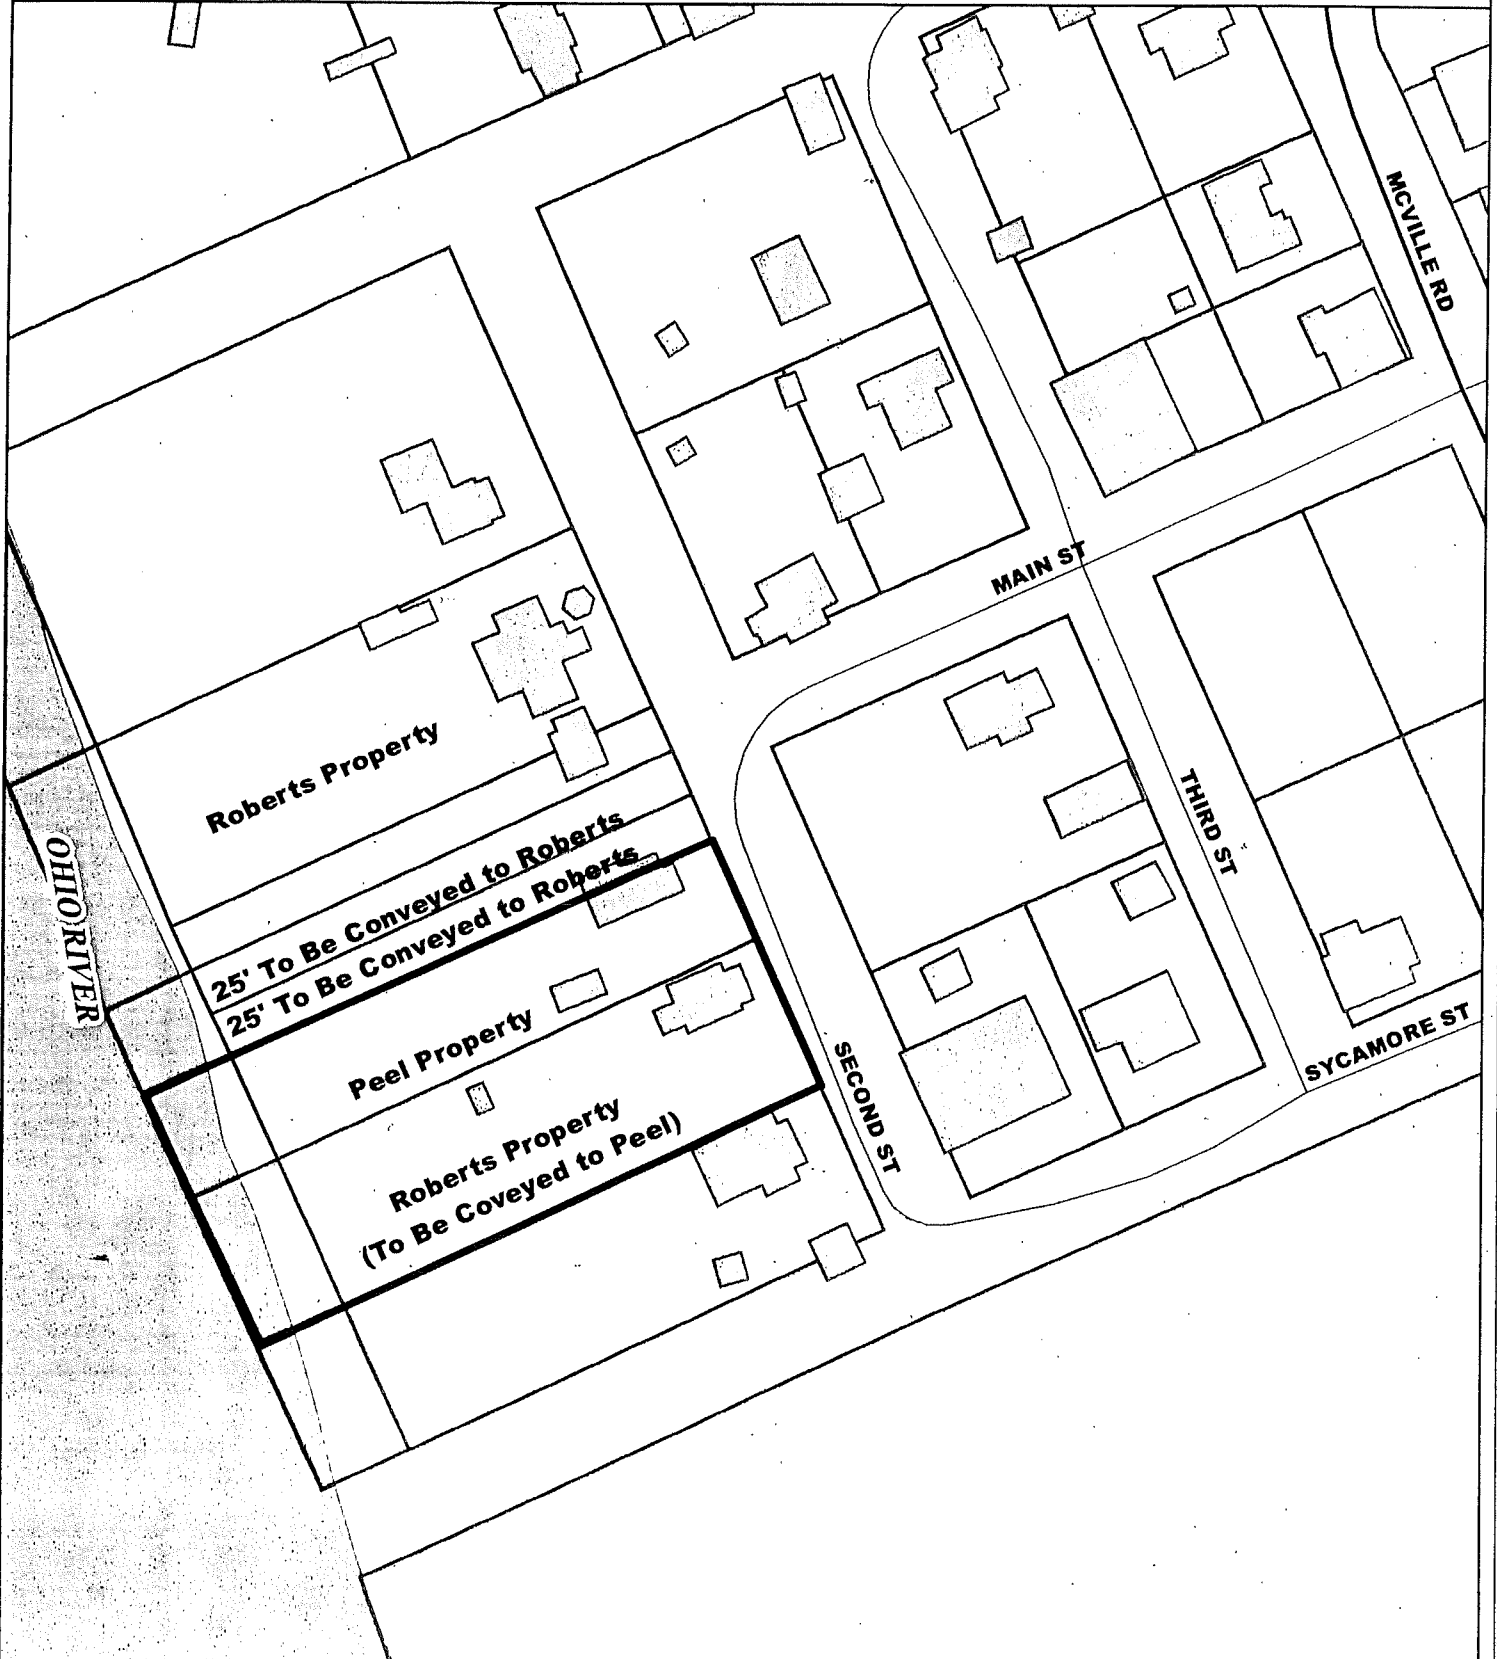 MCVILLE RD
MAIN ST
Roberts Property
THIRD ST
25' To Be Conveyed to Roberts
25' To Be Conveyed to Roberts
OHIO RIVER
Peel Property
SECOND ST
SYCAMORE ST
Roberts Property
(To Be Coveyed to Peel)